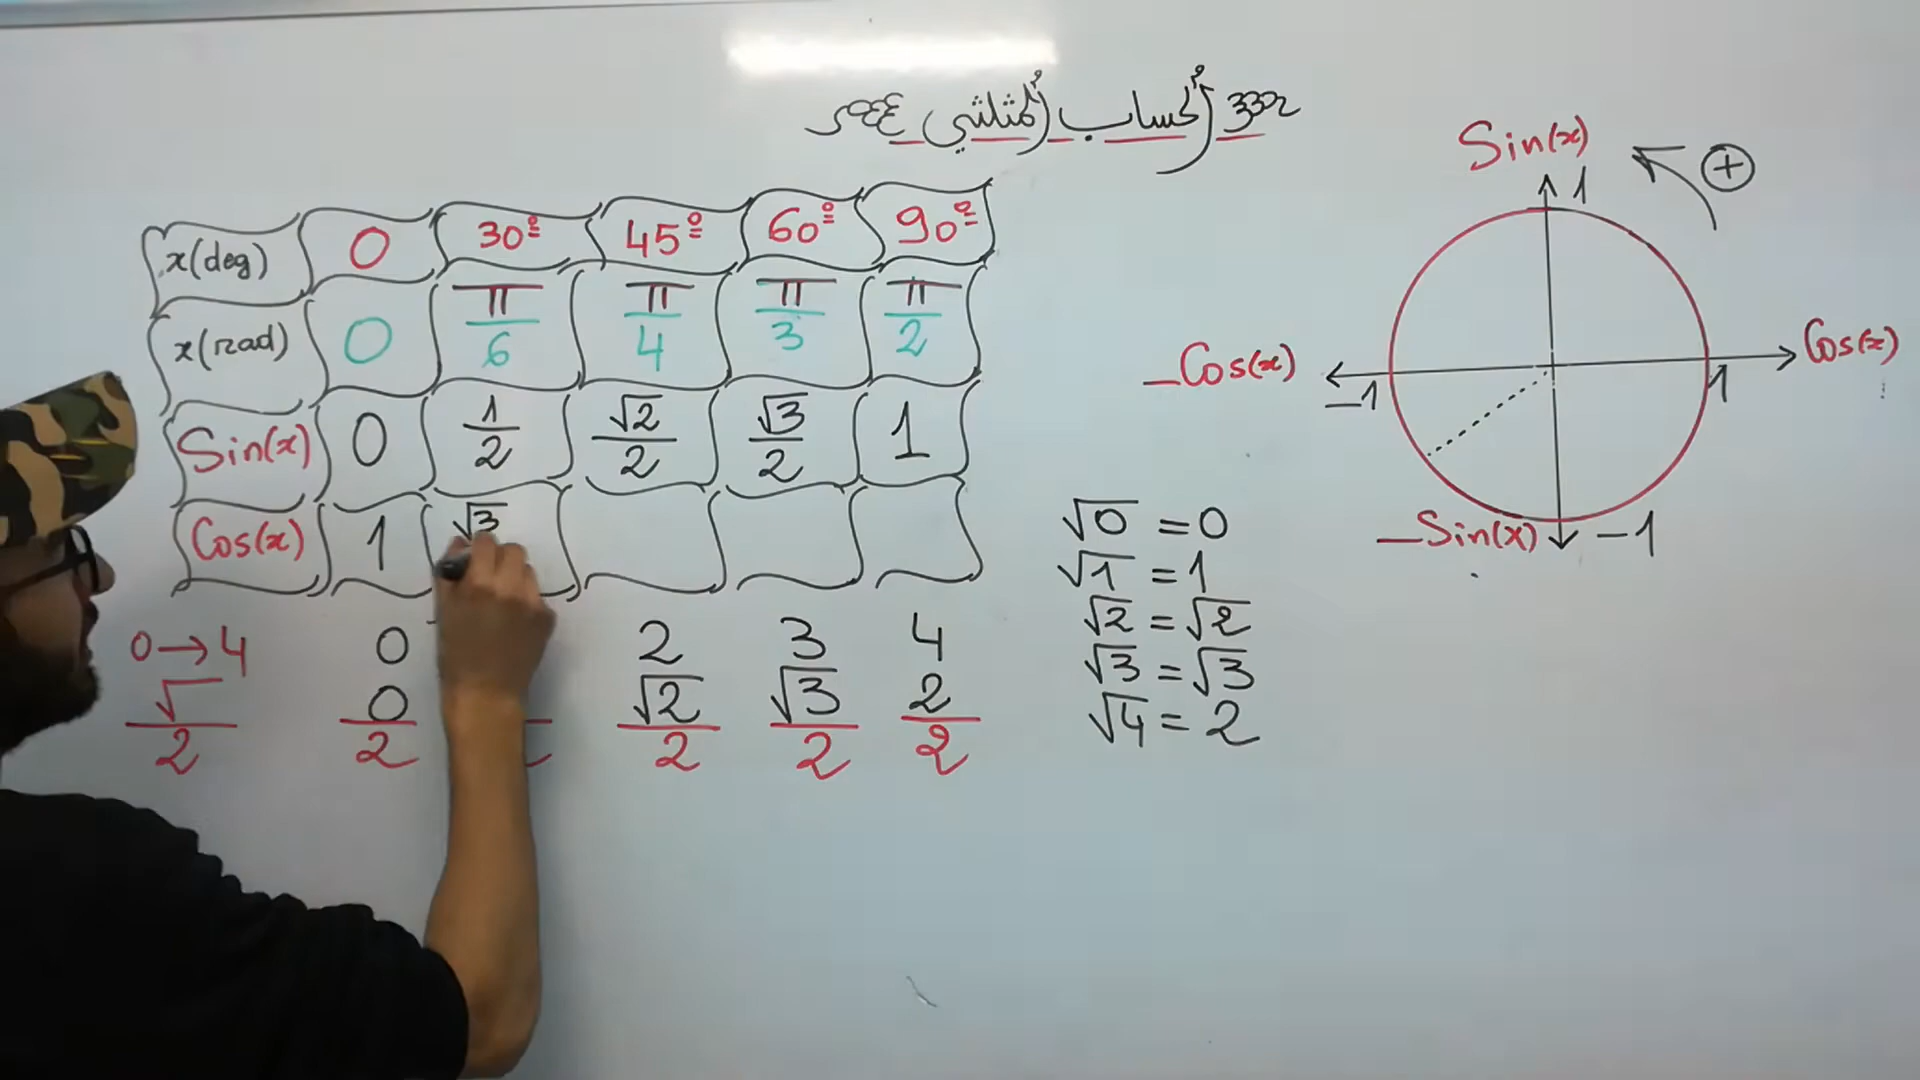 الحساب المثلثي
x(deg) 0 30° 45° 60° 90°
x(rad) 0 π/6 π/4 π/3 π/2
Sin(x) 0 1/2 √2/2 √3/2 1
Cos(x) 1 √3
0→4 0 2 3 4
√ 0 √2 √3 2
2 2 2 2 2
√0 = 0
√1 = 1
√2 = √2
√3 = √3
√4 = 2
Sin(x)
1
+
Cos(x)
1
-Cos(x)
-1
-Sin(x)
-1